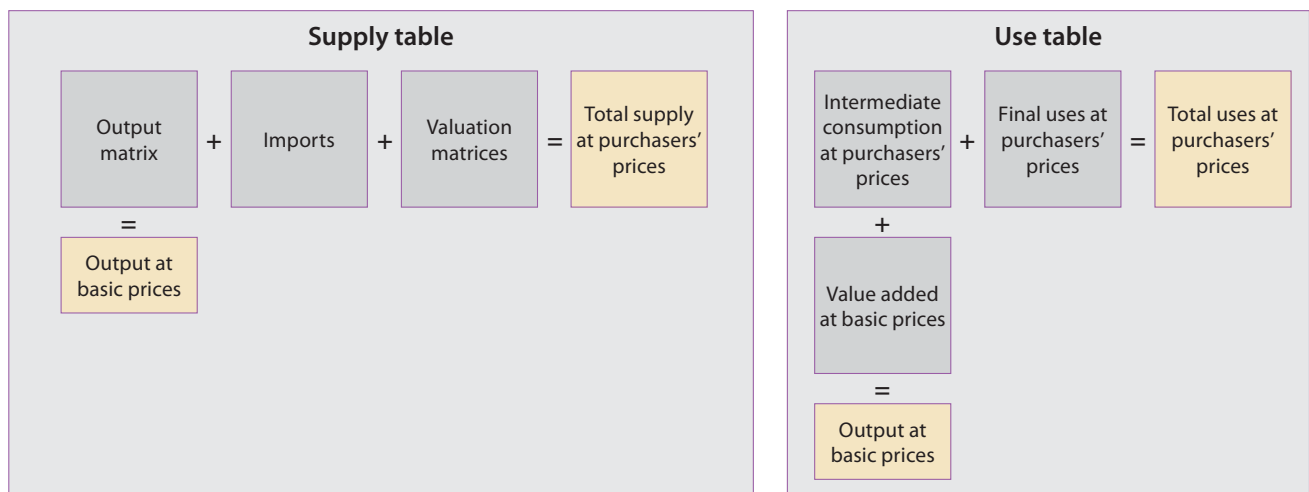 Supply table
Output
matrix
+
Imports
+
Valuation
matrices
=
Total supply
at purchasers’
prices
=
Output at
basic prices
Use table
Intermediate
consumption
at purchasers’
prices
+
Final uses at
purchasers’
prices
=
Total uses at
purchasers’
prices
+
Value added
at basic prices
=
Output at
basic prices